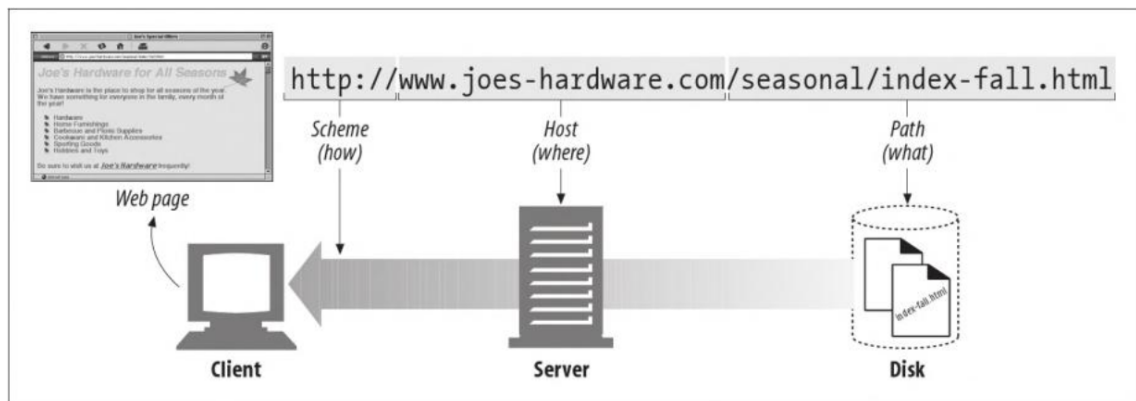 Joe's Special Offers
Joe's Hardware for All Seasons
Joe's Hardware is the place to shop for all seasons of the year.
We have something for everyone in the family, every month of
the year!
Hardware
Home Furnishings
Barbecue and Picnic Supplies
Cookware and Kitchen Accessories
Sporting Goods
Hobbies and Toys
Be sure to visit us at Joe's Hardware frequently!
http://www.joes-hardware.com/seasonal/index-fall.html
Scheme
(how)
Host
(where)
Path
(what)
Web page
index-fall.html
Client
Server
Disk